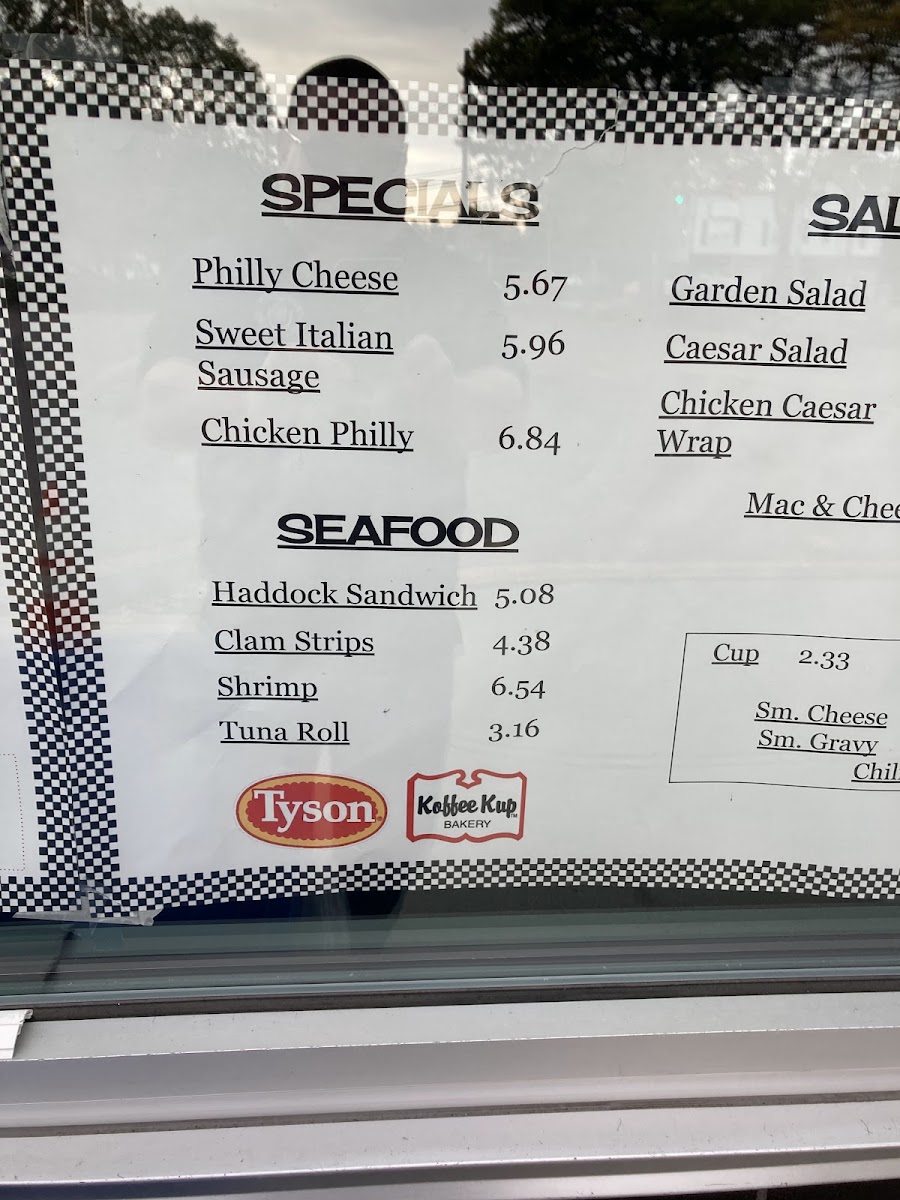 SPECIALS
Philly Cheese 5.67
Sweet Italian 5.96
Sausage
Chicken Philly 6.84
SEAFOOD
Haddock Sandwich 5.08
Clam Strips 4.38
Shrimp 6.54
Tuna Roll 3.16
Tyson
Koffee Kup
BAKERY
SAL
Garden Salad
Caesar Salad
Chicken Caesar
Wrap
Mac & Chee
Cup 2.33
Sm. Cheese
Sm. Gravy
Chil